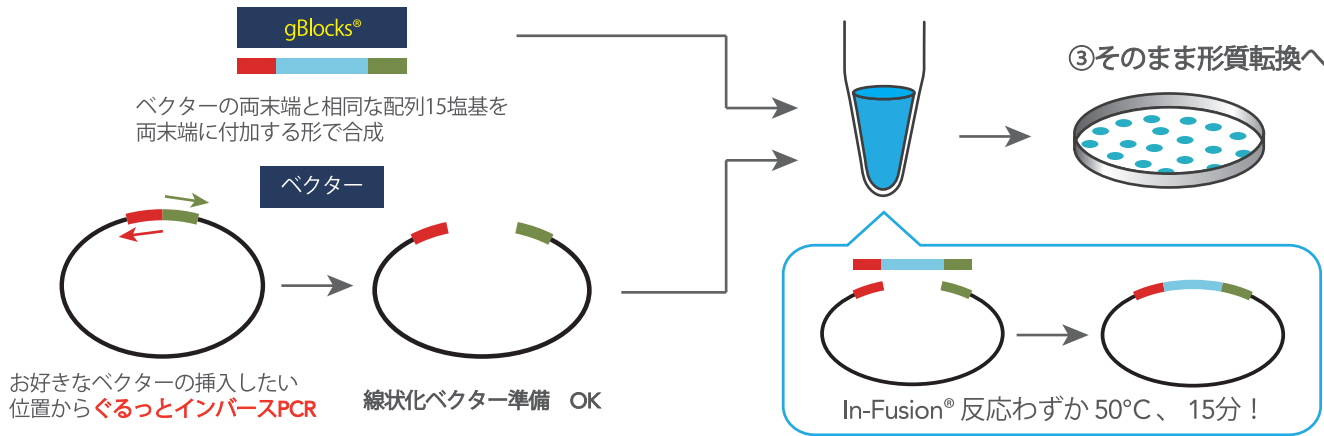 gBlocks®
ベクターの両末端と相同な配列15塩基を
両末端に付加する形で合成
ベクター
お好きなベクターの挿入したい
位置からぐるっとインバースPCR
線状化ベクター準備 OK
③そのまま形質転換へ
In-Fusion® 反応わずか 50°C 、 15分！